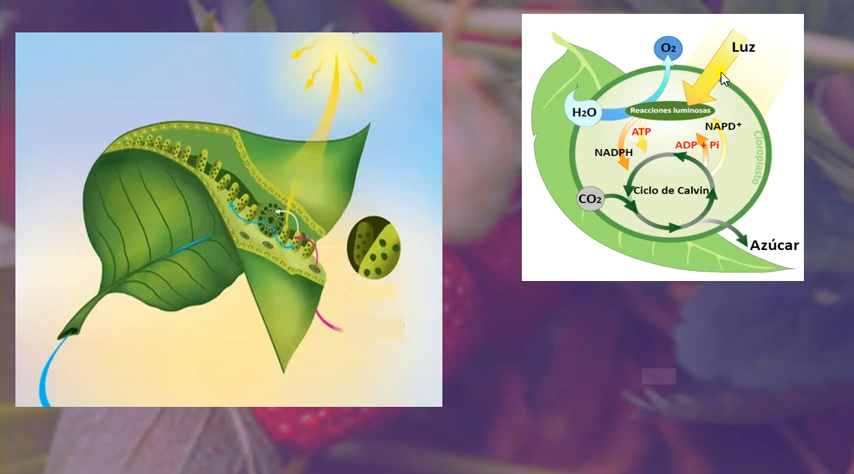 O₂
Luz
H₂O
Reacciones luminosas
ATP
NAPD⁺
NADPH
ADP + Pi
Cloroplasto
Ciclo de Calvin
CO₂
Azúcar